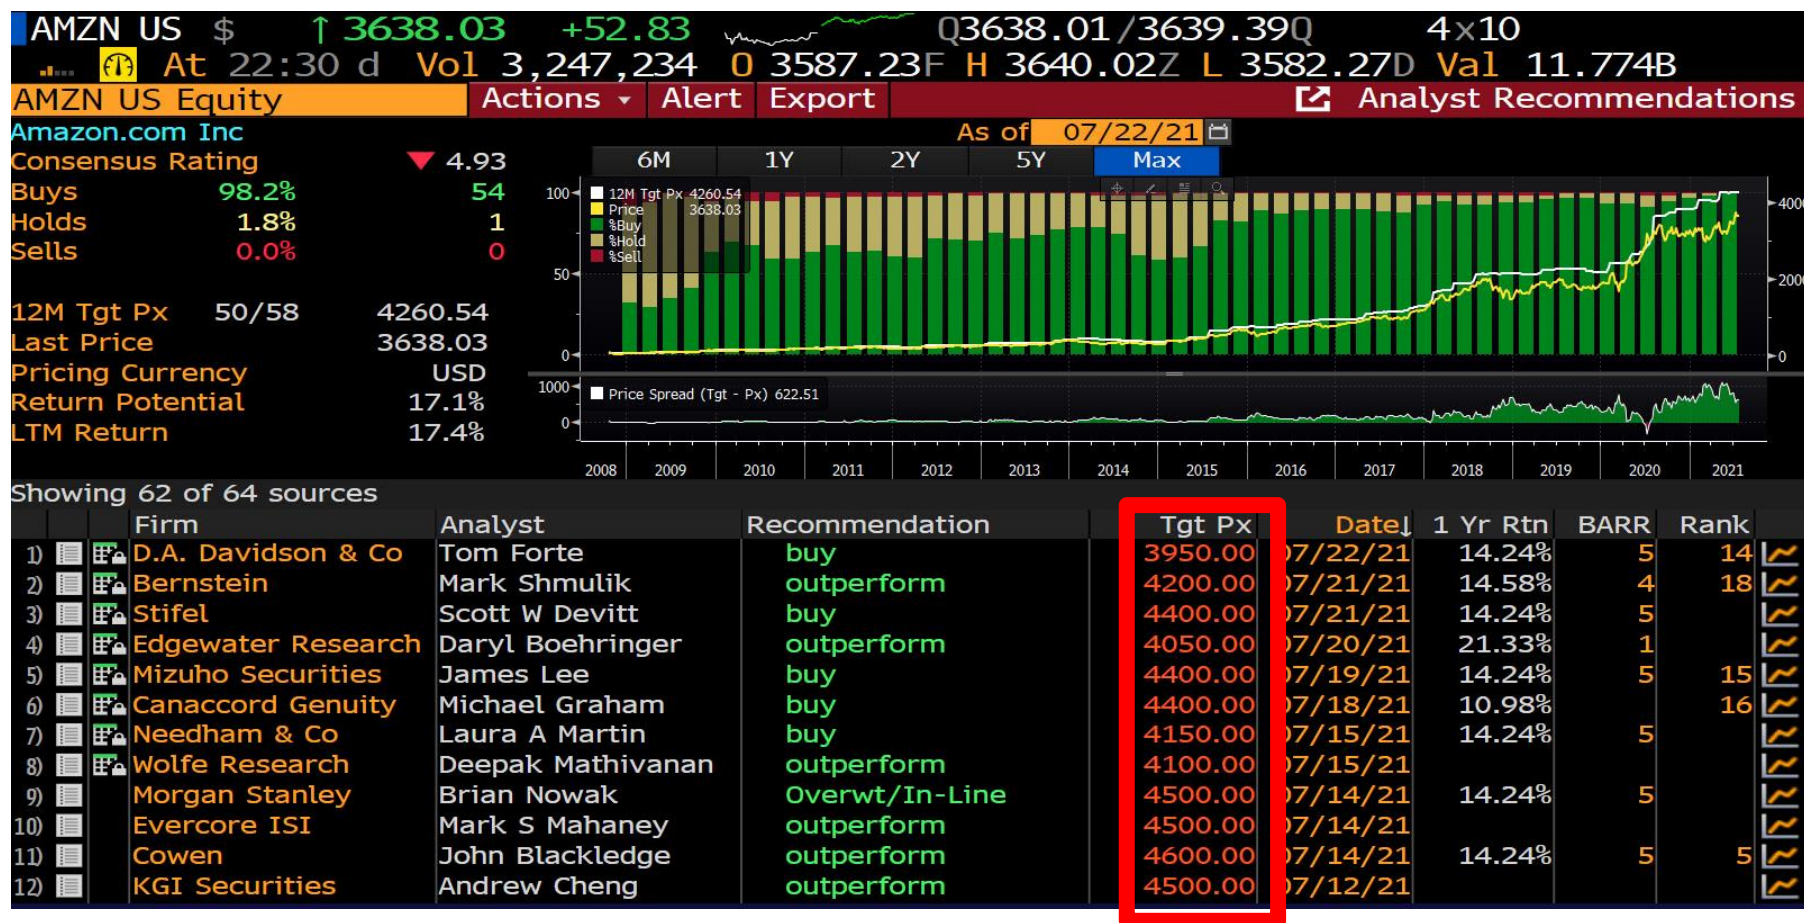 AMZN US $ ↑ 3638.03 +52.83 Q3638.01/3639.39Q 4x10
At 22:30 d Vol 3,247,234 O 3587.23F H 3640.02Z L 3582.27D Val 11.774B
AMZN US Equity Actions Alert Export Analyst Recommendations
Amazon.com Inc As of 07/22/21
Consensus Rating ▼ 4.93 6M 1Y 2Y 5Y Max
Buys 98.2% 54
Holds 1.8% 1
Sells 0.0% 0
12M Tgt Px 50/58 4260.54
Last Price 3638.03
Pricing Currency USD
Return Potential 17.1%
LTM Return 17.4%
12M Tgt Px 4260.54
Price 3638.03
%Buy
%Hold
%Sell
100
50
0
4000
2000
0
1000
0
Price Spread (Tgt - Px) 622.51
2008 2009 2010 2011 2012 2013 2014 2015 2016 2017 2018 2019 2020 2021
Showing 62 of 64 sources
Firm Analyst Recommendation Tgt Px Date↓ 1 Yr Rtn BARR Rank
1) D.A. Davidson & Co Tom Forte buy 3950.00 07/22/21 14.24% 5 14
2) Bernstein Mark Shmulik outperform 4200.00 07/21/21 14.58% 4 18
3) Stifel Scott W Devitt buy 4400.00 07/21/21 14.24% 5
4) Edgewater Research Daryl Boehringer outperform 4050.00 07/20/21 21.33% 1
5) Mizuho Securities James Lee buy 4400.00 07/19/21 14.24% 5 15
6) Canaccord Genuity Michael Graham buy 4400.00 07/18/21 10.98% 16
7) Needham & Co Laura A Martin buy 4150.00 07/15/21 14.24% 5
8) Wolfe Research Deepak Mathivanan outperform 4100.00 07/15/21
9) Morgan Stanley Brian Nowak Overwt/In-Line 4500.00 07/14/21 14.24% 5
10) Evercore ISI Mark S Mahaney outperform 4500.00 07/14/21
11) Cowen John Blackledge outperform 4600.00 07/14/21 14.24% 5 5
12) KGI Securities Andrew Cheng outperform 4500.00 07/12/21